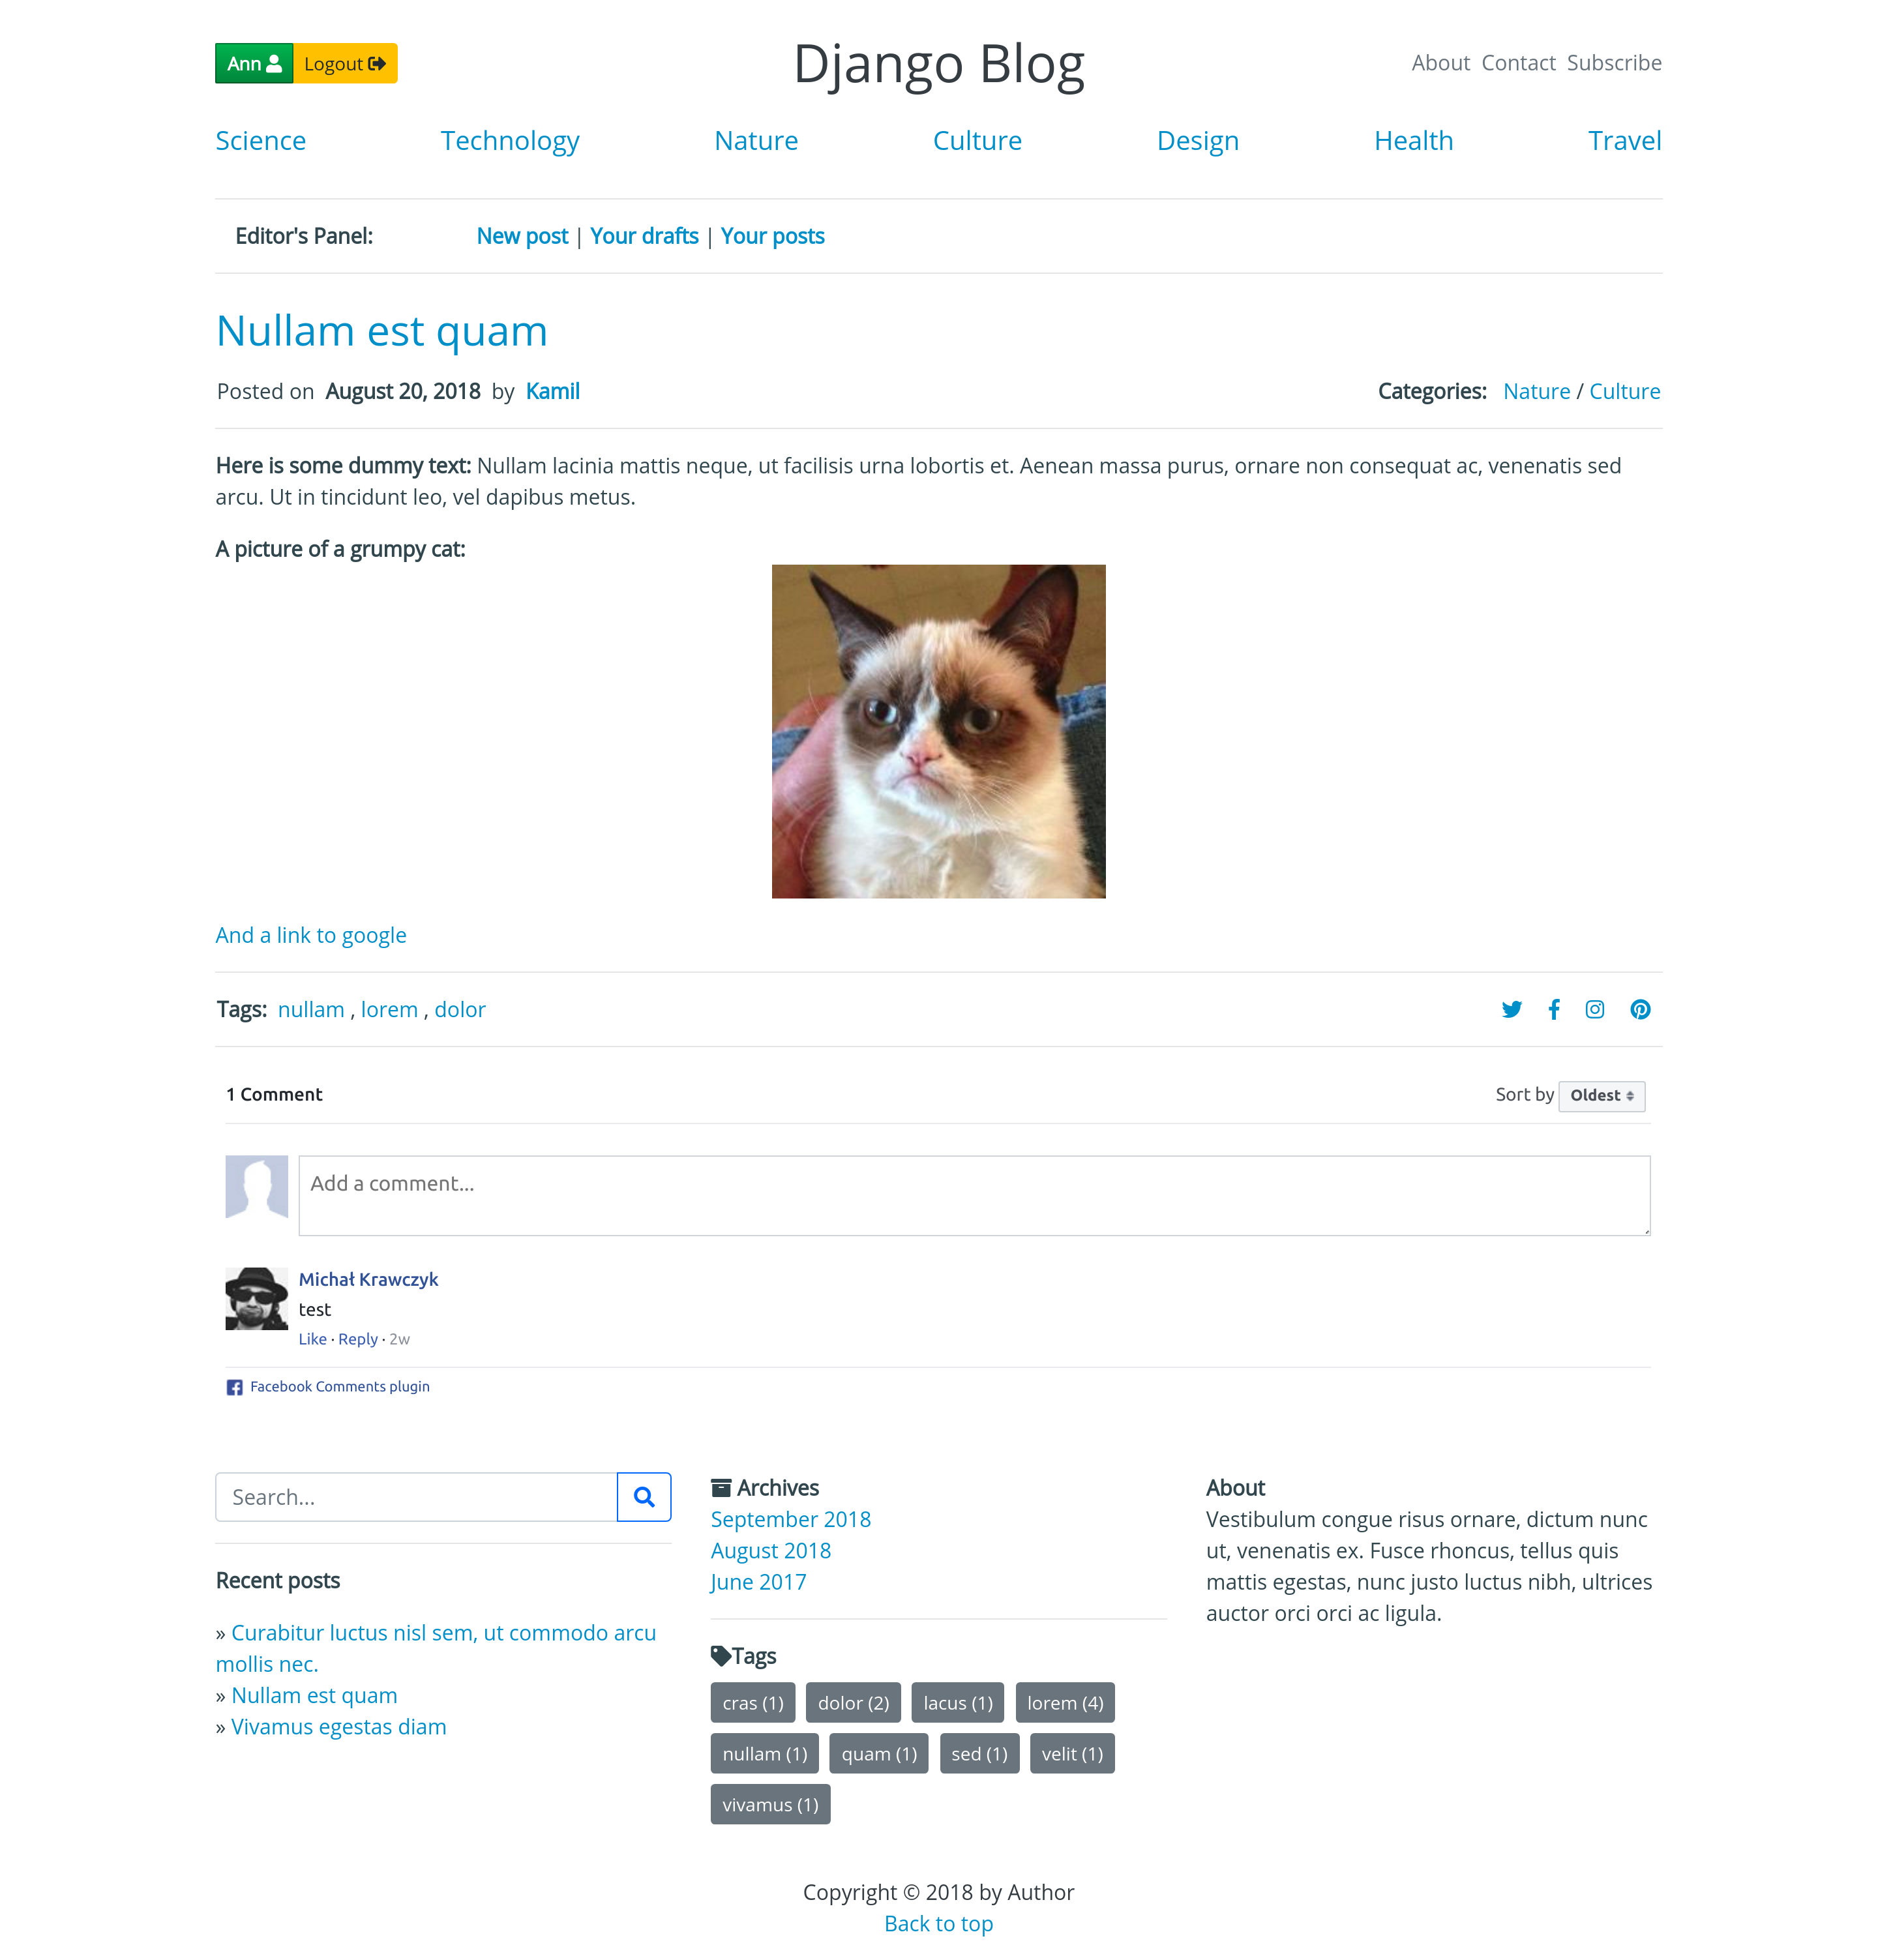 Ann Logout
Django Blog
About Contact Subscribe
Science Technology Nature Culture Design Health Travel
Editor's Panel: New post | Your drafts | Your posts
Nullam est quam
Posted on August 20, 2018 by Kamil
Categories: Nature / Culture
Here is some dummy text: Nullam lacinia mattis neque, ut facilisis urna lobortis et. Aenean massa purus, ornare non consequat ac, venenatis sed
arcu. Ut in tincidunt leo, vel dapibus metus.
A picture of a grumpy cat:
And a link to google
Tags: nullam , lorem , dolor
1 Comment
Sort by Oldest
Add a comment...
Michał Krawczyk
test
Like · Reply · 2w
Facebook Comments plugin
Search...
Recent posts
» Curabitur luctus nisl sem, ut commodo arcu
mollis nec.
» Nullam est quam
» Vivamus egestas diam
Archives
September 2018
August 2018
June 2017
Tags
cras (1) dolor (2) lacus (1) lorem (4)
nullam (1) quam (1) sed (1) velit (1)
vivamus (1)
About
Vestibulum congue risus ornare, dictum nunc
ut, venenatis ex. Fusce rhoncus, tellus quis
mattis egestas, nunc justo luctus nibh, ultrices
auctor orci orci ac ligula.
Copyright © 2018 by Author
Back to top